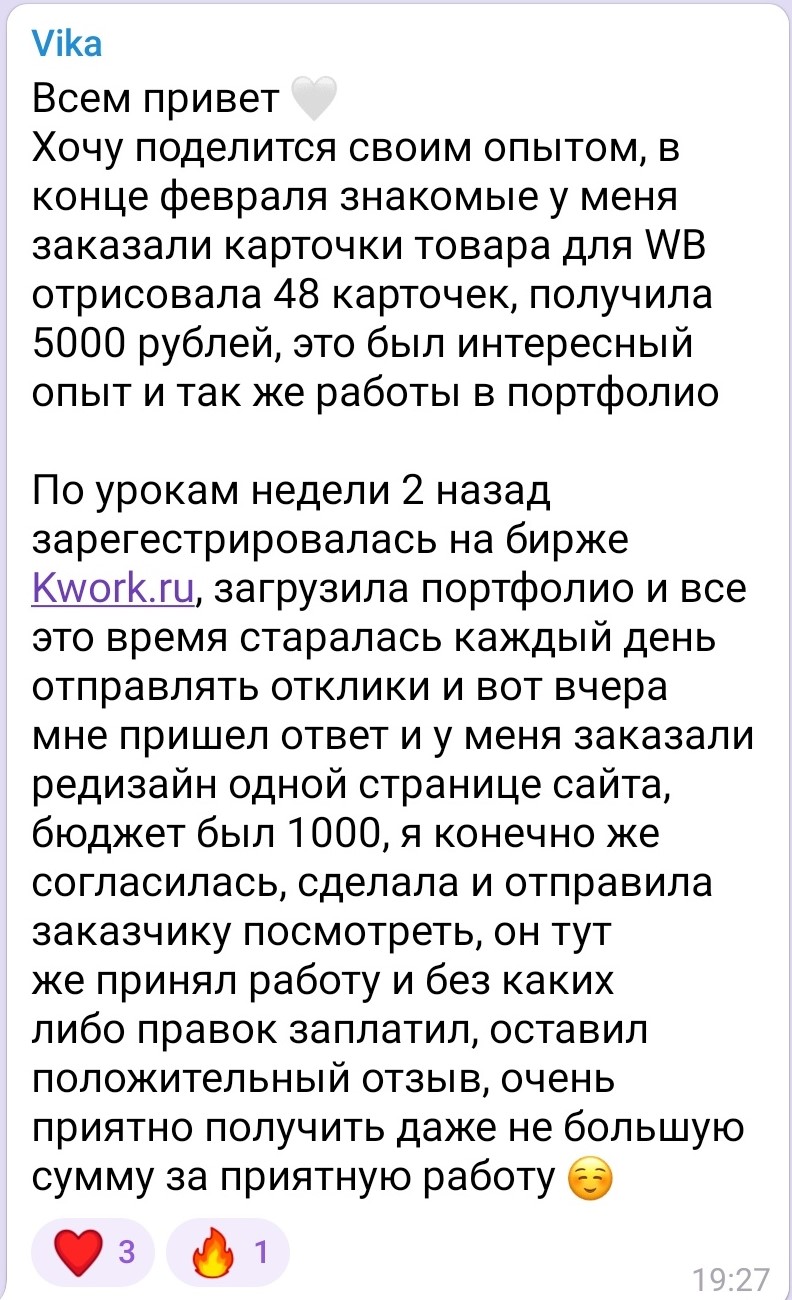 Vika
Всем привет 🤍
Хочу поделится своим опытом, в
конце февраля знакомые у меня
заказали карточки товара для WB
отрисовала 48 карточек, получила
5000 рублей, это был интересный
опыт и так же работы в портфолио
По урокам недели 2 назад
зарегестрировалась на бирже
Kwork.ru, загрузила портфолио и все
это время старалась каждый день
отправлять отклики и вот вчера
мне пришел ответ и у меня заказали
редизайн одной странице сайта,
бюджет был 1000, я конечно же
согласилась, сделала и отправила
заказчику посмотреть, он тут
же принял работу и без каких
либо правок заплатил, оставил
положительный отзыв, очень
приятно получить даже не большую
сумму за приятную работу ☺️
❤️ 3 🔥 1
19:27